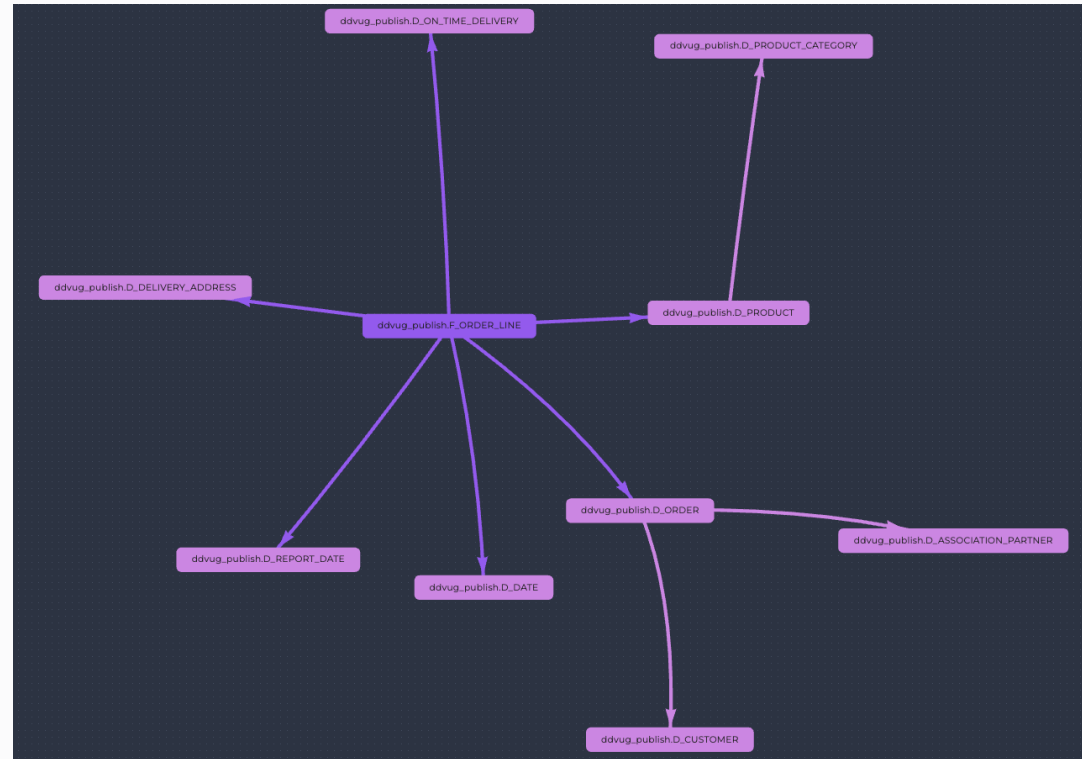 ddvug_publish.D_ON_TIME_DELIVERY
ddvug_publish.D_PRODUCT_CATEGORY
ddvug_publish.D_DELIVERY_ADDRESS
ddvug_publish.D_PRODUCT
ddvug_publish.F_ORDER_LINE
ddvug_publish.D_ORDER
ddvug_publish.D_ASSOCIATION_PARTNER
ddvug_publish.D_REPORT_DATE
ddvug_publish.D_DATE
ddvug_publish.D_CUSTOMER